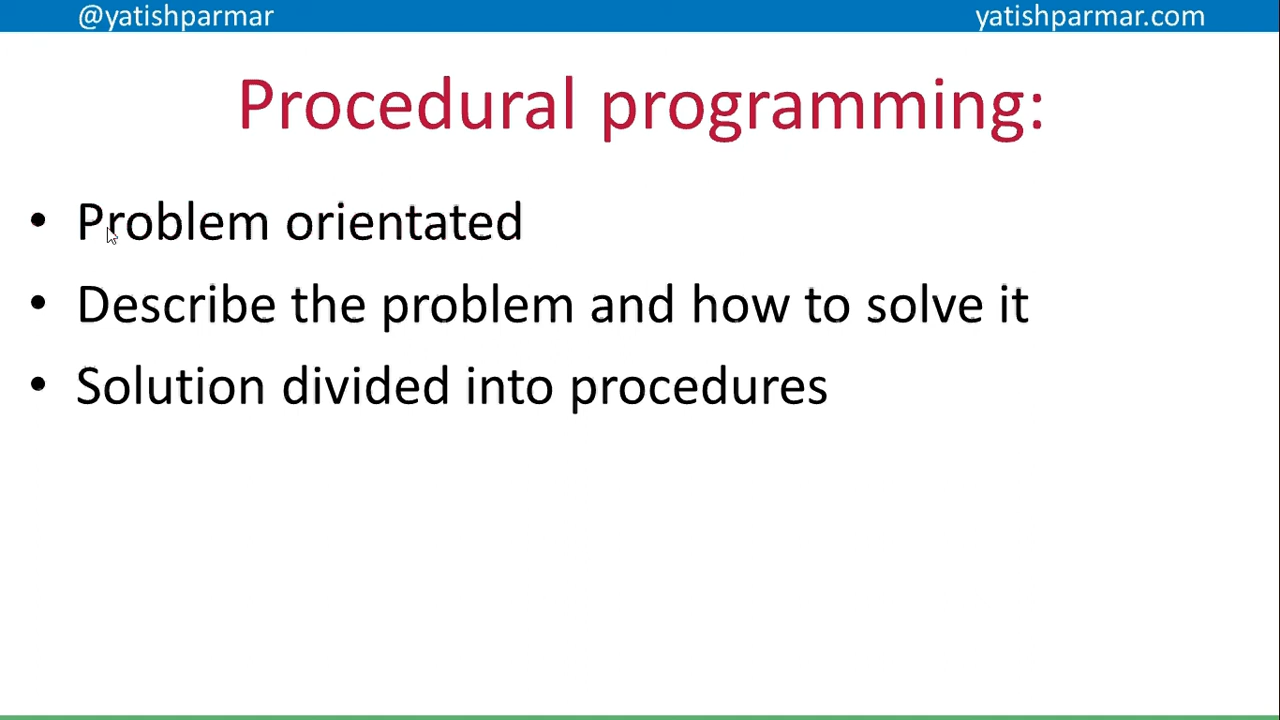 @yatishparmar yatishparmar.com
Procedural programming:
• Problem orientated
• Describe the problem and how to solve it
• Solution divided into procedures